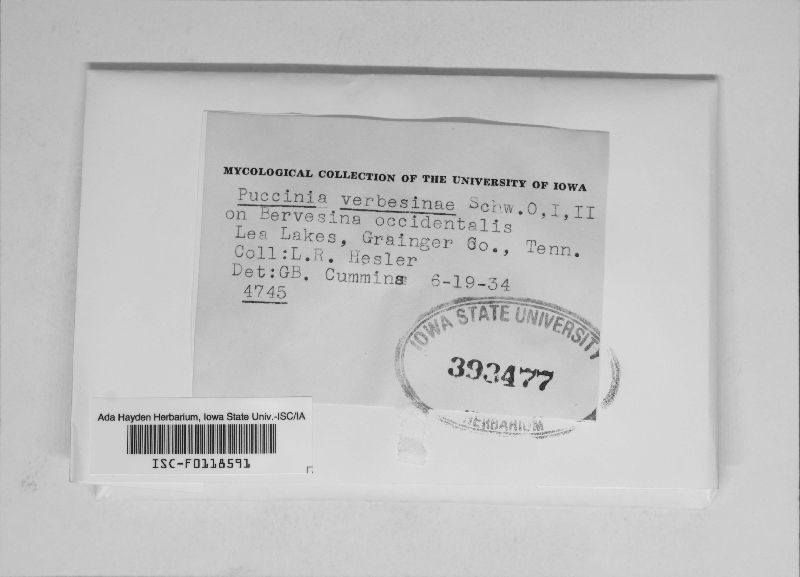 MYCOLOGICAL COLLECTION OF THE UNIVERSITY OF IOWA
Puccinia verbesinae Schw.O,I,II
on Bervesina occidentalis
Lea Lakes, Grainger Co., Tenn.
Coll:L.R. Hesler
Det:GB. Cummins 6-19-34
4745
IOWA STATE UNIVERSITY
393477
HERBARIUM
Ada Hayden Herbarium, Iowa State Univ.-ISC/IA
ISC-F0118591